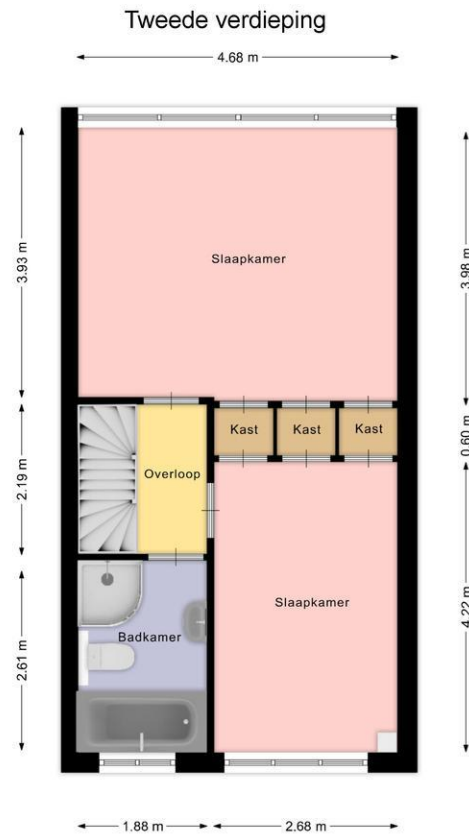 Tweede verdieping
4.68 m
3.93 m
3.98 m
Slaapkamer
Kast
Kast
Kast
0.60 m
2.19 m
Overloop
Slaapkamer
4.22 m
2.61 m
Badkamer
1.88 m
2.68 m